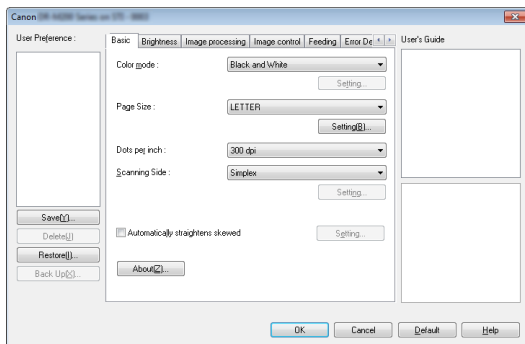 Canon
User Preference :
Save(Y)...
Delete(J)
Restore(I)...
Back Up(X)...
Basic
Brightness
Image processing
Image control
Feeding
Error De
Color mode :
Black and White
Setting...
Page Size :
LETTER
Setting(B)...
Dots per inch :
300 dpi
Scanning Side :
Simplex
Setting...
Automatically straightens skewed
Setting...
About(Z)...
User's Guide
OK
Cancel
Default
Help